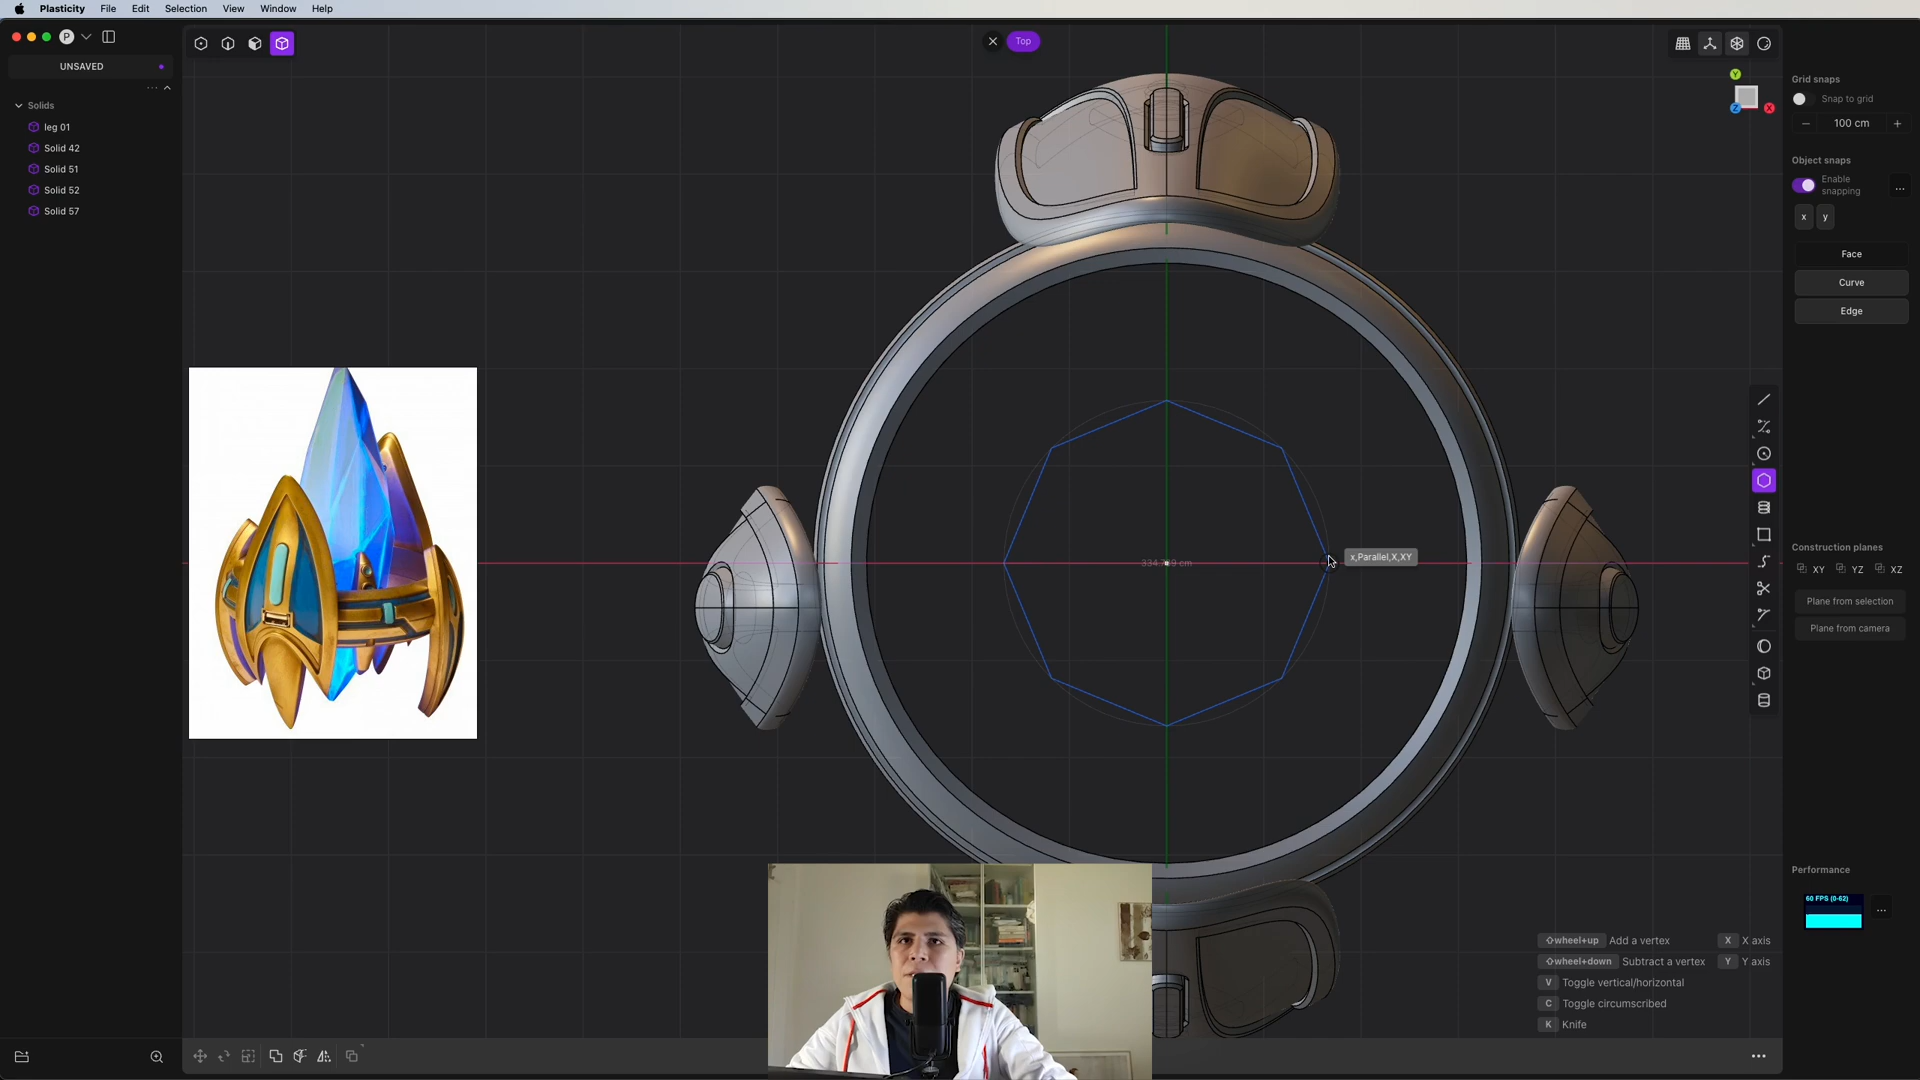 Plasticity File Edit Selection View Window Help
P
Top
UNSAVED
Solids
leg 01
Solid 42
Solid 51
Solid 52
Solid 57
Y
Z
X
Grid snaps
Snap to grid
100 cm
Object snaps
Enable
snapping
x y
Face
Curve
Edge
x,Parallel,X,XY
Construction planes
XY YZ XZ
Plane from selection
Plane from camera
Performance
60 FPS (0-62)
⇧wheel+up Add a vertex X X axis
⇧wheel+down Subtract a vertex Y Y axis
V Toggle vertical/horizontal
C Toggle circumscribed
K Knife